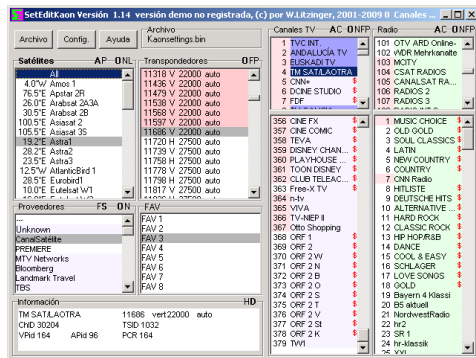 SetEditKaon Versión 1.14 versión demo no registrada, (c) por W.Litzinger, 2001-2009 0 Canales ...
Archivo
Config.
Ayuda
Archivo
Kaonsettings.bin
Satélites AP ONL
All
4.0°W Amos 1
76.5°E Apstar 2R
26.0°E Arabsat 2A3A
30.5°E Arabsat 2B
100.5°E Asiasat 2
105.5°E Asiasat 3S
19.2°E Astra1
28.2°E Astra2
23.5°E Astra3
12.5°W AtlanticBird 1
28.5°E Eurobird1
10.0°E Eutelsat W1
Transpondedores OFP
11318 V 22000 auto
11436 V 22000 auto
11479 V 22000 auto
11568 V 22000 auto
11597 V 22000 auto
11686 V 22000 auto
11720 H 27500 auto
11739 V 27500 auto
11758 H 27500 auto
11778 V 27500 auto
11798 H 27500 auto
11817 V 27500 auto
Proveedores FS ON
---
Unknown
CanalSatélite
PREMIERE
MTV Networks
Bloomberg
Landmark Travel
TBS
FAV
FAV 1
FAV 2
FAV 3
FAV 4
FAV 5
FAV 6
FAV 7
FAV 8
Información HD
TM SAT/LAOTRA 11686 vert 22000 auto
ChID 30204 TSID 1032
VPid 164 APid 96 PCR 164
Canales TV AC ONFP
1 TVC INT.
2 ANDALUCÍA TV
3 EUSKADI TV
4 TM SAT/LAOTRA
5 CNN+ $
6 DCINE STUDIO $
7 FDF $
356 CINE FX $
357 CINE COMIC $
358 TEVA $
359 DISNEY CHAN... $
360 PLAYHOUSE ... $
361 TOON DISNEY $
362 CLUB TELEAC... $
363 Free-X TV $
364 n-tv
365 VIVA
366 TV-NEP II
367 Otto Shopping
368 ORF 1 $
369 ORF 2 $
370 ORF 2 W $
371 ORF 2 N $
372 ORF 2 B $
373 ORF 2 O $
374 ORF 2 S $
375 ORF 2 T $
376 ORF 2 V $
377 ORF 2 St $
378 ORF 2 K $
379 TW1
Radio AC ONFP
101 OTV ARD Online-
102 WDR Mehrkanalte
103 MCITY
104 CSAT RADIOS
105 CANALSAT RA...
106 RADIOS 2
107 RADIOS 3
1 MUSIC CHOICE $
2 OLD GOLD $
3 SOUL CLASSICS $
4 LATIN $
5 NEW COUNTRY $
6 COUNTRY $
7 CNN Radio
8 HITLISTE $
9 DEUTSCHE HITS $
10 ALTERNATIVE ... $
11 HARD ROCK $
12 CLASSIC ROCK $
13 HIP HOP/R&B $
14 DANCE $
15 COOL & EASY $
16 SCHLAGER $
17 LOVE SONGS $
18 GOLD $
19 Bayern 4 Klassi
20 B5 aktuell
21 NordwestRadio
22 hr2
23 SR 1
24 hr-klassik
25 XXL